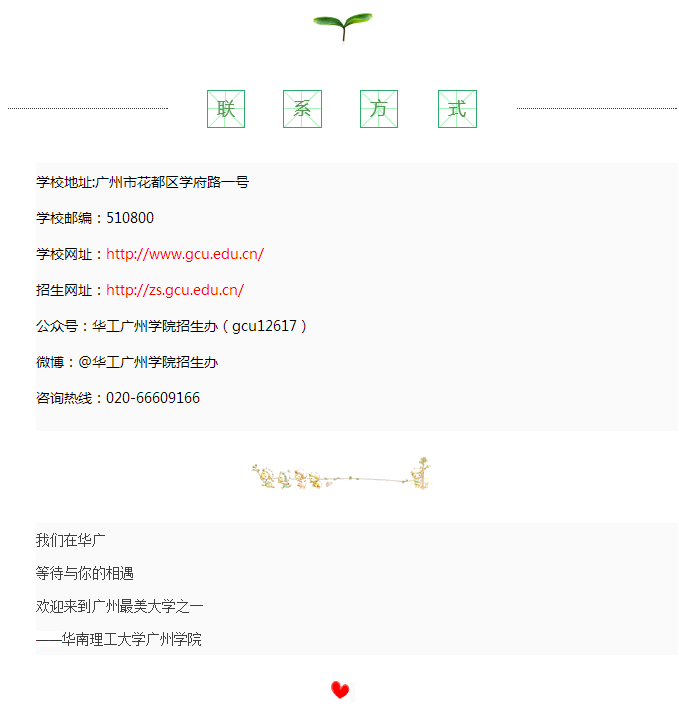 联系方式
学校地址:广州市花都区学府路一号
学校邮编：510800
学校网址：http://www.gcu.edu.cn/
招生网址：http://zs.gcu.edu.cn/
公众号：华工广州学院招生办（gcu12617）
微博：@华工广州学院招生办
咨询热线：020-66609166
我们在华广
等待与你的相遇
欢迎来到广州最美大学之一
——华南理工大学广州学院